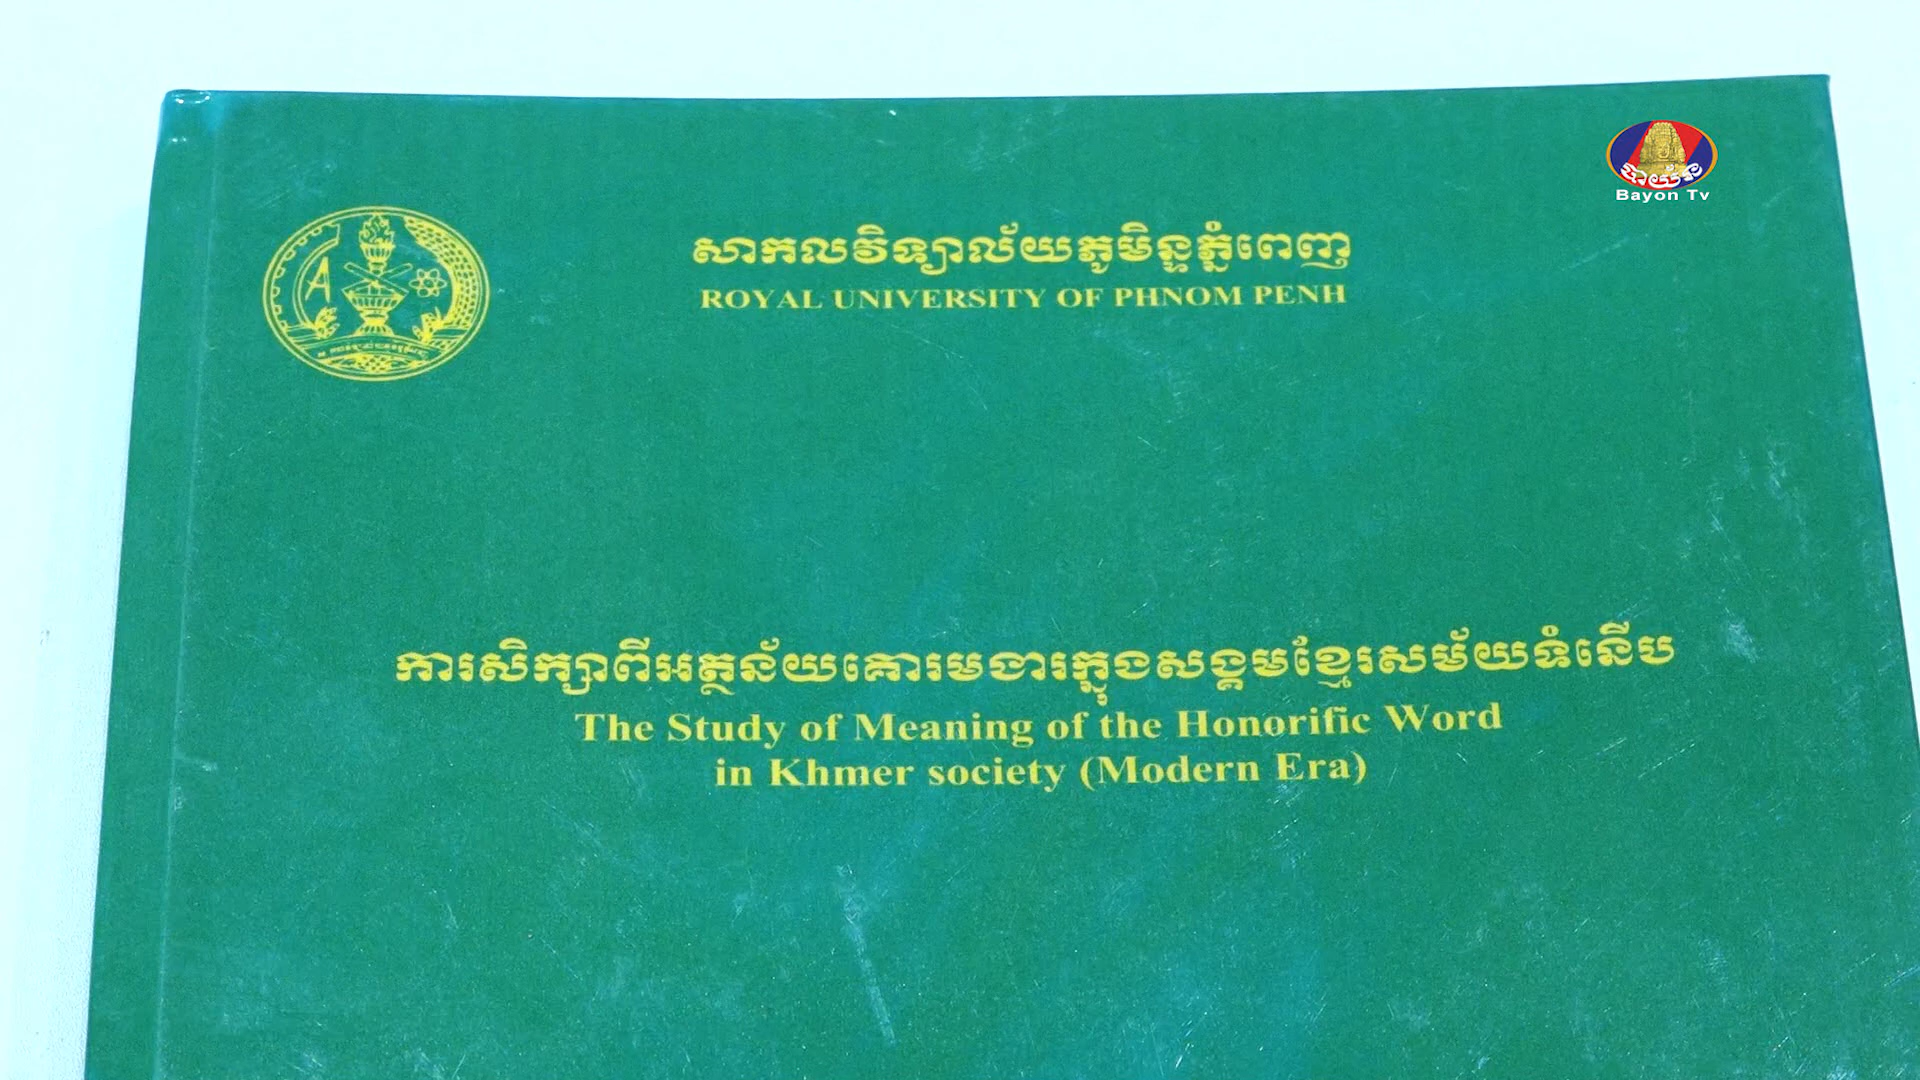 សាកលវិទ្យាល័យភូមិន្ទភ្នំពេញ
ROYAL UNIVERSITY OF PHNOM PENH
បាយ័ន
Bayon Tv
A
ការសិក្សាពីអត្ថន័យគោរមងារក្នុងសង្គមខ្មែរសម័យទំនើប
The Study of Meaning of the Honorific Word
in Khmer society (Modern Era)